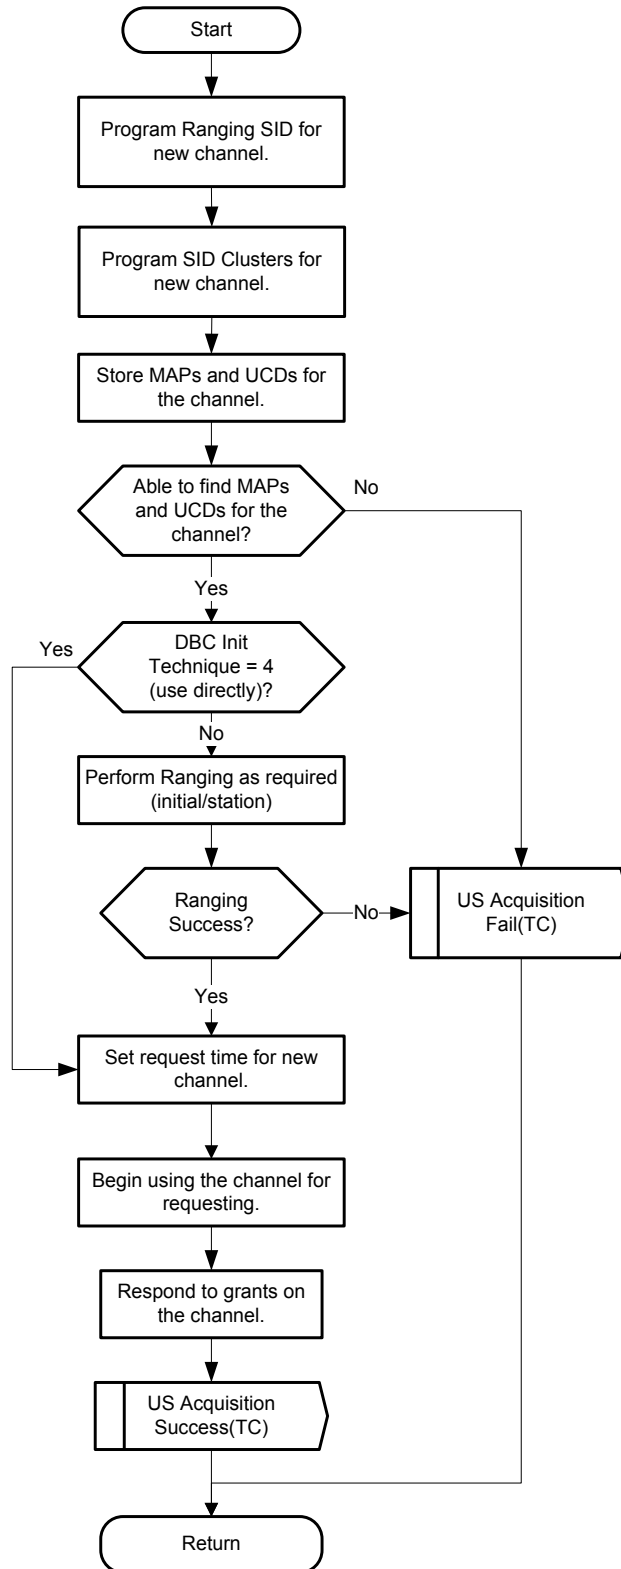 Start
Program Ranging SID for
new channel.
Program SID Clusters for
new channel.
Store MAPs and UCDs for
the channel.
Able to find MAPs
and UCDs for the
channel?
No
Yes
DBC Init
Technique = 4
(use directly)?
Yes
No
Perform Ranging as required
(initial/station)
Ranging
Success?
No
US Acquisition
Fail(TC)
Yes
Set request time for new
channel.
Begin using the channel for
requesting.
Respond to grants on
the channel.
US Acquisition
Success(TC)
Return